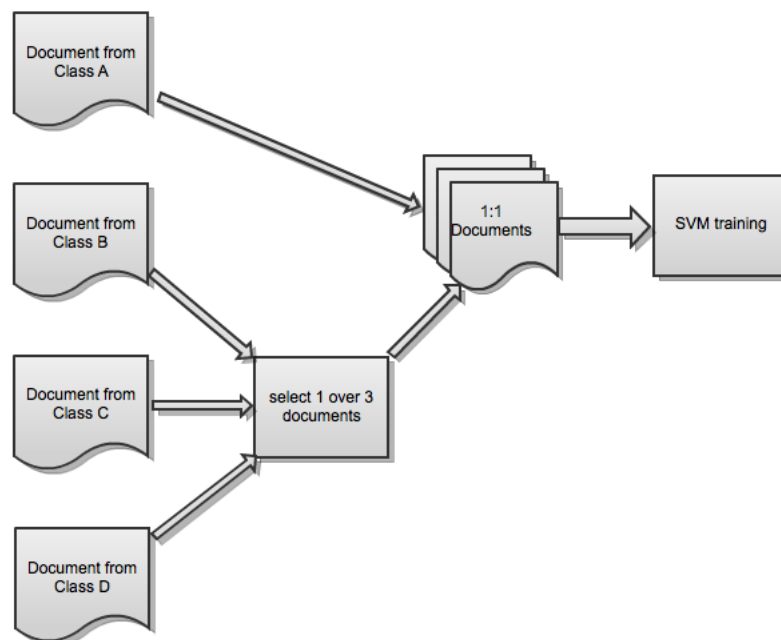 Document from
Class A
Document from
Class B
Document from
Class C
Document from
Class D
select 1 over 3
documents
1:1
Documents
SVM training